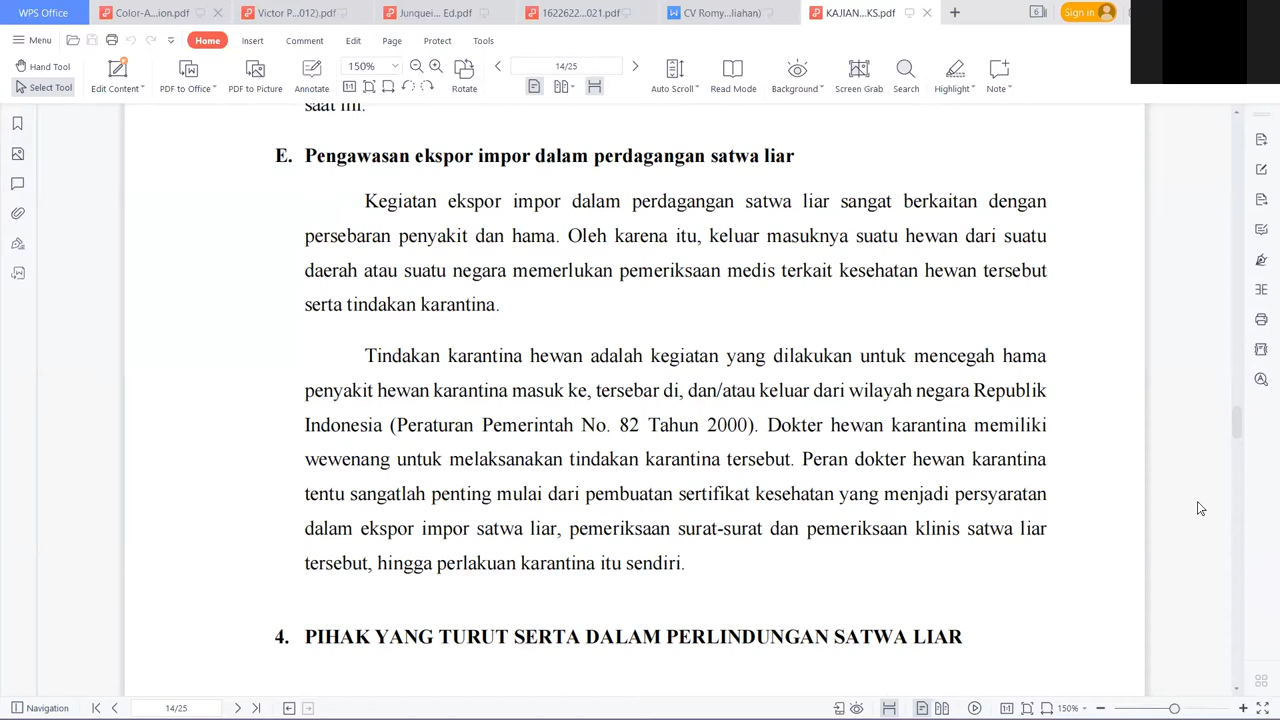 WPS Office
Color-A...ion.pdf
Victor P...012).pdf
Junquei... Ed.pdf
1622622...021.pdf
CV Romy...liahan)
KAJIAN...KS.pdf
6
Sign in
Menu
Home
Insert
Comment
Edit
Page
Protect
Tools
Hand Tool
Select Tool
Edit Content
PDF to Office
PDF to Picture
Annotate
150%
Rotate
14/25
Auto Scroll
Read Mode
Background
Screen Grab
Search
Highlight
Note
saat ini.
E. Pengawasan ekspor impor dalam perdagangan satwa liar
Kegiatan ekspor impor dalam perdagangan satwa liar sangat berkaitan dengan
persebaran penyakit dan hama. Oleh karena itu, keluar masuknya suatu hewan dari suatu
daerah atau suatu negara memerlukan pemeriksaan medis terkait kesehatan hewan tersebut
serta tindakan karantina.
Tindakan karantina hewan adalah kegiatan yang dilakukan untuk mencegah hama
penyakit hewan karantina masuk ke, tersebar di, dan/atau keluar dari wilayah negara Republik
Indonesia (Peraturan Pemerintah No. 82 Tahun 2000). Dokter hewan karantina memiliki
wewenang untuk melaksanakan tindakan karantina tersebut. Peran dokter hewan karantina
tentu sangatlah penting mulai dari pembuatan sertifikat kesehatan yang menjadi persyaratan
dalam ekspor impor satwa liar, pemeriksaan surat-surat dan pemeriksaan klinis satwa liar
tersebut, hingga perlakuan karantina itu sendiri.
4. PIHAK YANG TURUT SERTA DALAM PERLINDUNGAN SATWA LIAR
Navigation
14/25
150%